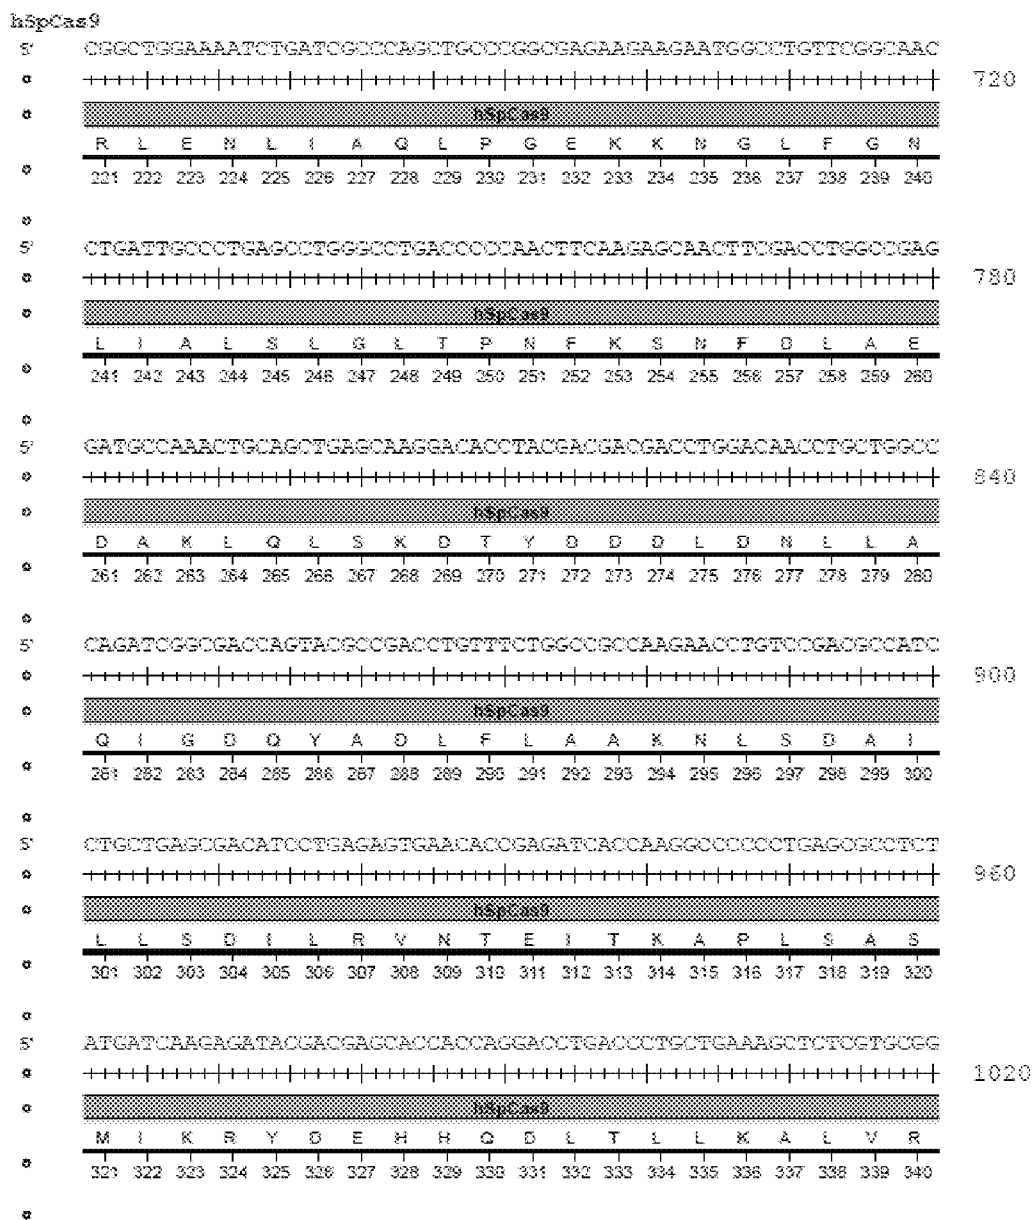 hSpCas9
5' CGGCTGGAAAATCTGATCGCCCAGCTGCCCGGCGAGAAGAAGAATGGCCTGTTCGGCAAC
720
hSpCas9
R L E N L I A Q L P G E K K N G L F G N
221 222 223 224 225 226 227 228 229 230 231 232 233 234 235 236 237 238 239 240
5' CTGATTGCCCTGAGCCTGGGCCTGACCCCCAACTTCAAGAGCAACTTCGACCTGGCCGAG
780
hSpCas9
L I A L S L G L T P N F K S N F D L A E
241 242 243 244 245 246 247 248 249 250 251 252 253 254 255 256 257 258 259 260
5' GATGCCAAACTGCAGCTGAGCAAGGACACCTACGACGACGACCTGGACAACCTGCTGGCC
840
hSpCas9
D A K L Q L S K D T Y D D D L D N L L A
261 262 263 264 265 266 267 268 269 270 271 272 273 274 275 276 277 278 279 280
5' CAGATCGGCGACCAGTACGCCGACCTGTTTCTGGCCGCCAAGAACCTGTCCGACGCCATC
900
hSpCas9
Q I G D Q Y A D L F L A A K N L S D A I
281 282 283 284 285 286 287 288 289 290 291 292 293 294 295 296 297 298 299 300
5' CTGCTGAGCGACATCCTGAGAGTGAACACCGAGATCACCAAGGCCCCCCTGAGCGCCTCT
960
hSpCas9
L L S D I L R V N T E I T K A P L S A S
301 302 303 304 305 306 307 308 309 310 311 312 313 314 315 316 317 318 319 320
5' ATGATCAAGAGATACGACGAGCACCACCAGGACCTGACCCTGCTGAAAGCTCTCGTGCGG
1020
hSpCas9
M I K R Y D E H H Q D L T L L K A L V R
321 322 323 324 325 326 327 328 329 330 331 332 333 334 335 336 337 338 339 340